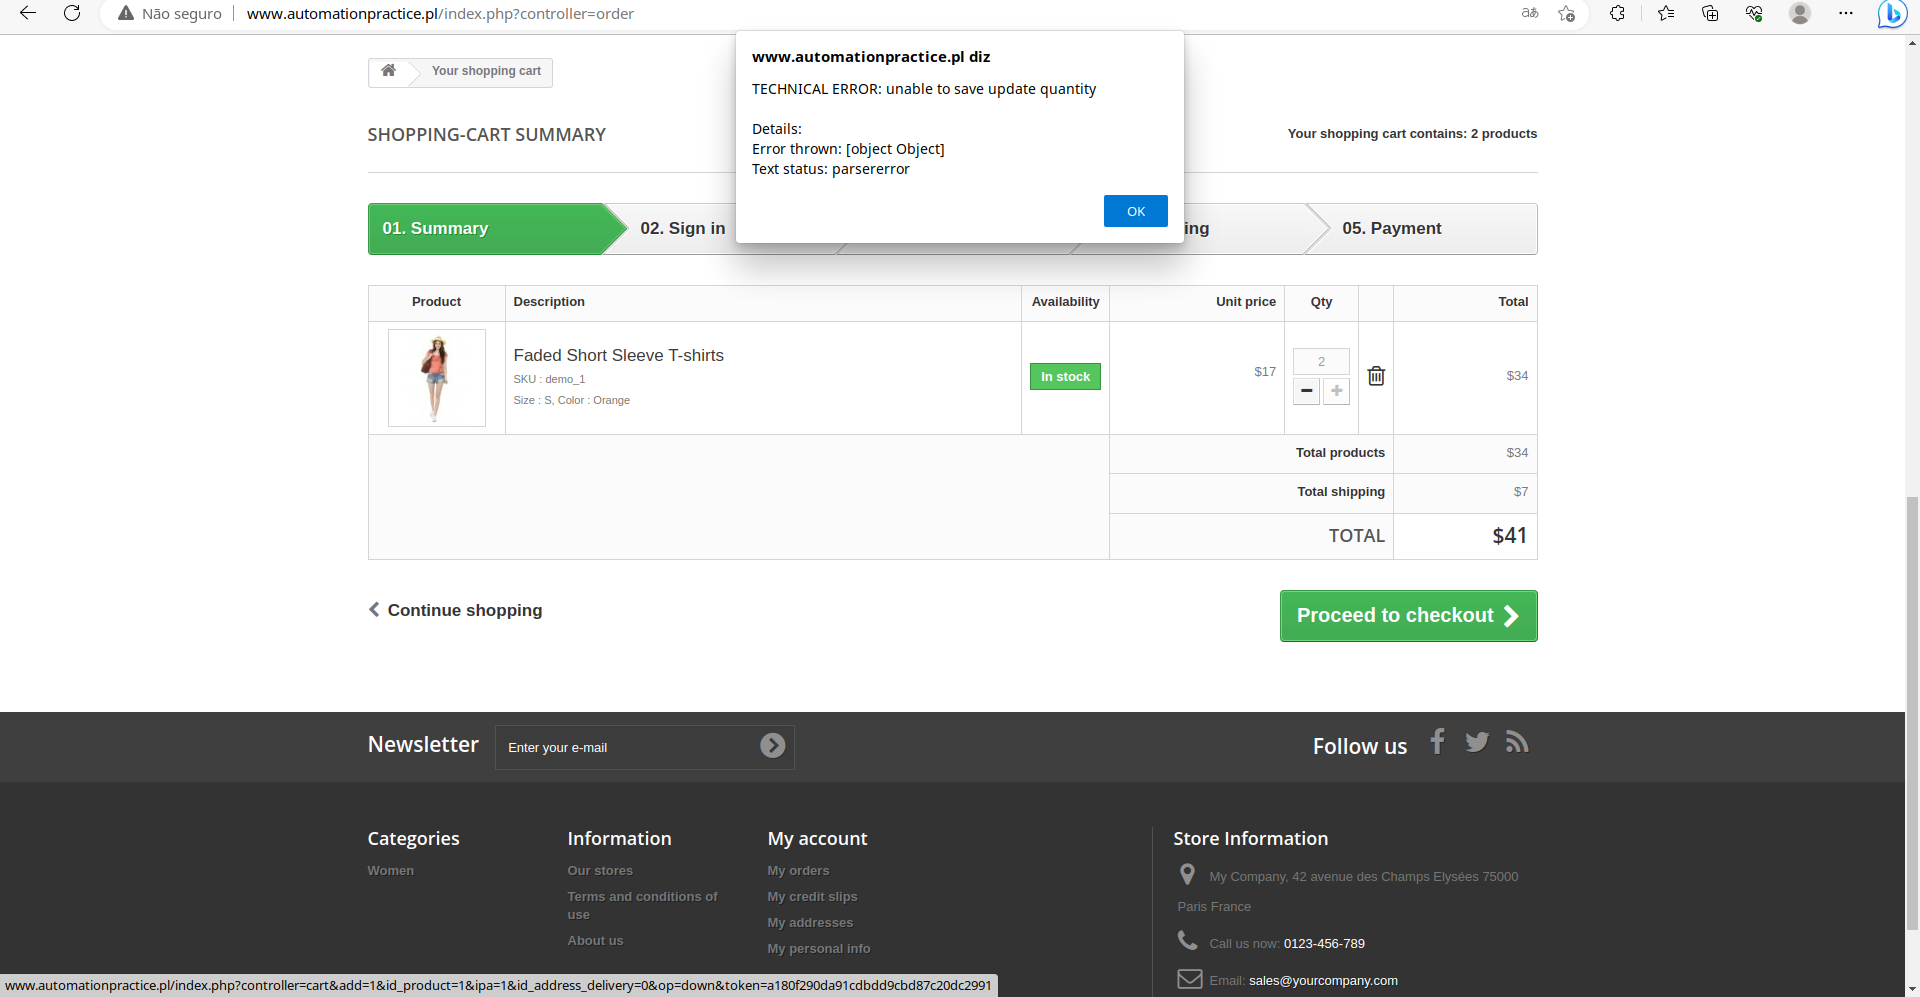 Não seguro
www.automationpractice.pl/index.php?controller=order
www.automationpractice.pl diz
TECHNICAL ERROR: unable to save update quantity
Details:
Error thrown: [object Object]
Text status: parsererror
OK
Your shopping cart
SHOPPING-CART SUMMARY
Your shopping cart contains: 2 products
01. Summary
02. Sign in
ing
05. Payment
Product Description Availability Unit price Qty Total
Faded Short Sleeve T-shirts
SKU : demo_1
Size : S, Color : Orange
In stock
$17
2
$34
Total products $34
Total shipping $7
TOTAL $41
Continue shopping
Proceed to checkout
Newsletter
Enter your e-mail
Follow us
Categories
Women
Information
Our stores
Terms and conditions of
use
About us
My account
My orders
My credit slips
My addresses
My personal info
Store Information
My Company, 42 avenue des Champs Elysées 75000
Paris France
Call us now: 0123-456-789
Email: sales@yourcompany.com
www.automationpractice.pl/index.php?controller=cart&add=1&id_product=1&ipa=1&id_address_delivery=0&op=down&token=a180f290da91cdbdd9cbd87c20dc2991